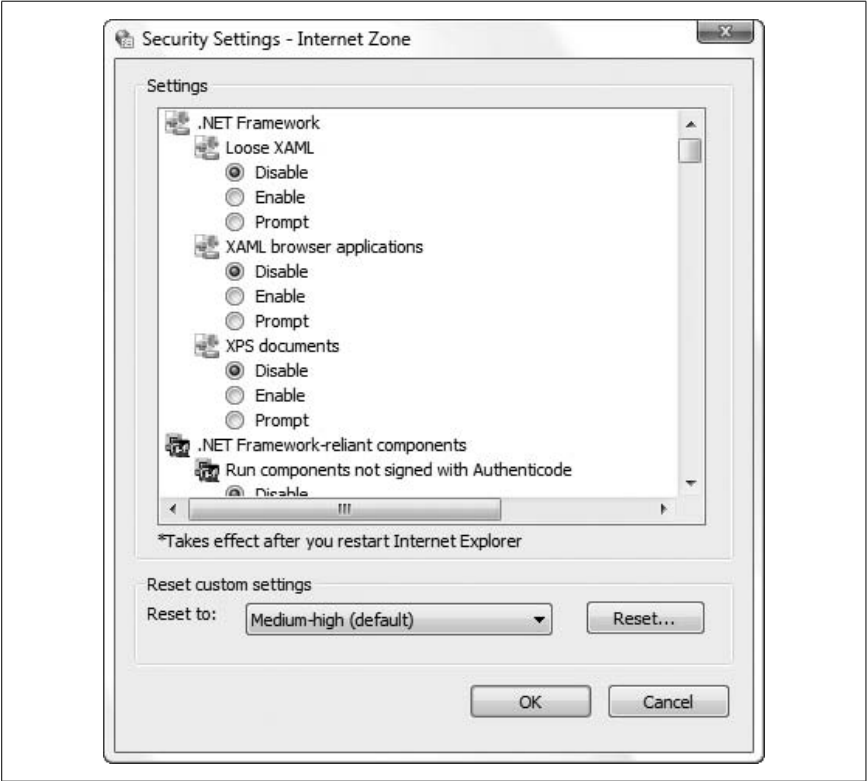 Security Settings - Internet Zone
Settings
.NET Framework
Loose XAML
Disable
Enable
Prompt
XAML browser applications
Disable
Enable
Prompt
XPS documents
Disable
Enable
Prompt
.NET Framework-reliant components
Run components not signed with Authenticode
Disable
*Takes effect after you restart Internet Explorer
Reset custom settings
Reset to: Medium-high (default) Reset...
OK Cancel